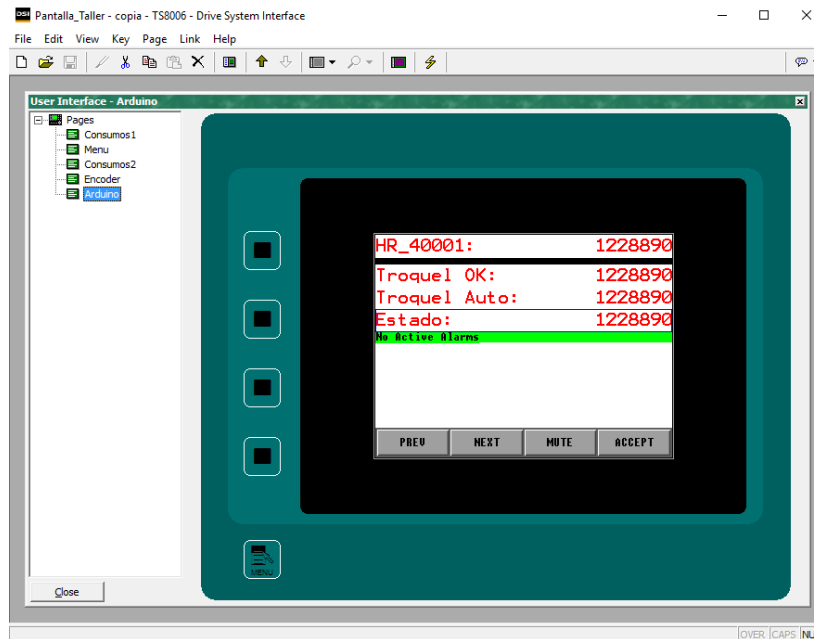 DSI Pantalla_Taller - copia - TS8006 - Drive System Interface
File Edit View Key Page Link Help
User Interface - Arduino
Pages
Consumos1
Menu
Consumos2
Encoder
Arduino
HR_40001: 1228890
Troquel OK: 1228890
Troquel Auto: 1228890
Estado: 1228890
No Active Alarms
PREV NEXT MUTE ACCEPT
MENU
Close
OVER CAPS NU